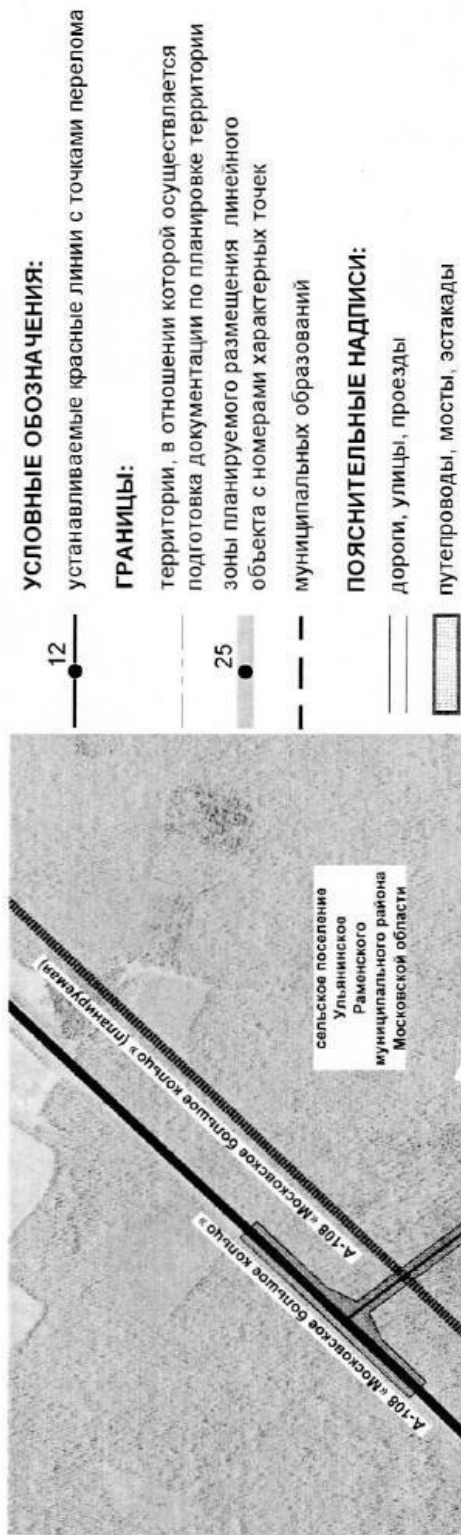 УСЛОВНЫЕ ОБОЗНАЧЕНИЯ:
12
устанавливаемые красные линии с точками перелома
ГРАНИЦЫ:
территории, в отношении которой осуществляется
подготовка документации по планировке территории
25
зоны планируемого размещения линейного
объекта с номерами характерных точек
муниципальных образований
ПОЯСНИТЕЛЬНЫЕ НАДПИСИ:
дороги, улицы, проезды
путепроводы, мосты, эстакады
А-108 «Московское большое кольцо» (планируемая)
А-108 «Московское большое кольцо»
сельское поселение
Ульянинское
Раменского
муниципального района
Московской области